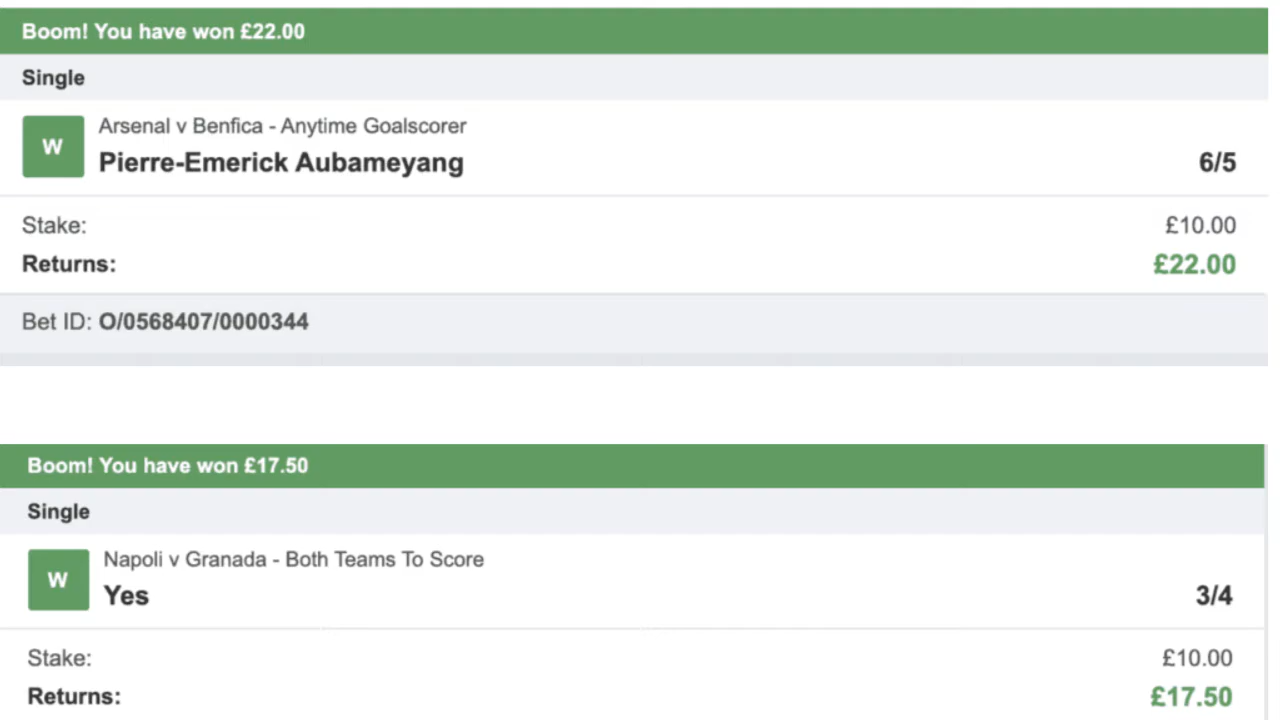 Boom! You have won £22.00
Single
W
Arsenal v Benfica - Anytime Goalscorer
Pierre-Emerick Aubameyang 6/5
Stake: £10.00
Returns: £22.00
Bet ID: O/0568407/0000344
Boom! You have won £17.50
Single
W
Napoli v Granada - Both Teams To Score
Yes 3/4
Stake: £10.00
Returns: £17.50